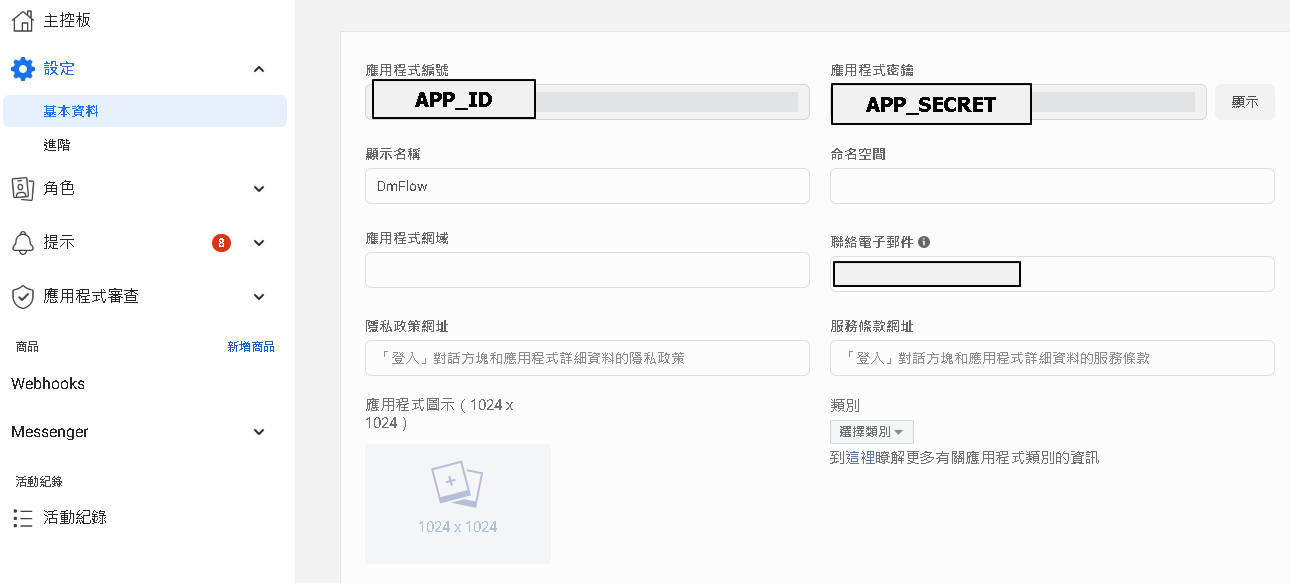 主控板
設定
基本資料
進階
角色
提示
8
應用程式審查
商品
新增商品
Webhooks
Messenger
活動紀錄
活動紀錄
應用程式編號
APP_ID
應用程式密鑰
APP_SECRET
顯示
顯示名稱
DmFlow
命名空間
應用程式網域
聯絡電子郵件
隱私政策網址
「登入」對話方塊和應用程式詳細資料的隱私政策
服務條款網址
「登入」對話方塊和應用程式詳細資料的服務條款
應用程式圖示（1024 x
1024）
1024 x 1024
類別
選擇類別
到這裡瞭解更多有關應用程式類別的資訊